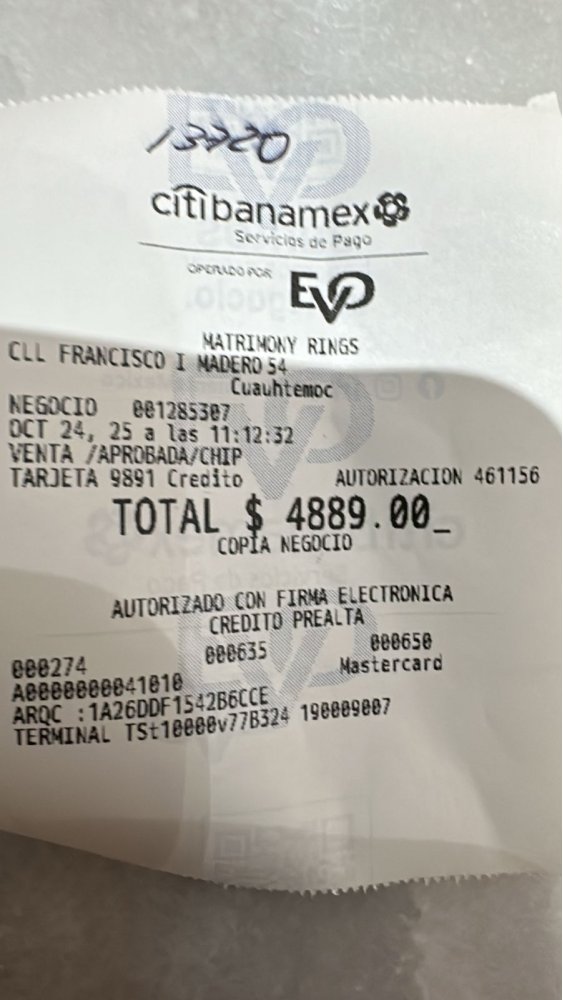 13720
citibanamex
Servicios de Pago
OPERADO POR EVO
MATRIMONY RINGS
CLL FRANCISCO I MADERO 54
Cuauhtemoc
NEGOCIO 001285307
OCT 24, 25 a las 11:12:32
VENTA /APROBADA/CHIP
TARJETA 9891 Credito AUTORIZACION 461156
TOTAL $ 4889.00_
COPIA NEGOCIO
AUTORIZADO CON FIRMA ELECTRONICA
CREDITO PREALTA
000274 000635 000650
A0000000041010 Mastercard
ARQC :1A26DDF1542B6CCE
TERMINAL TSt10000v77B324 190009007